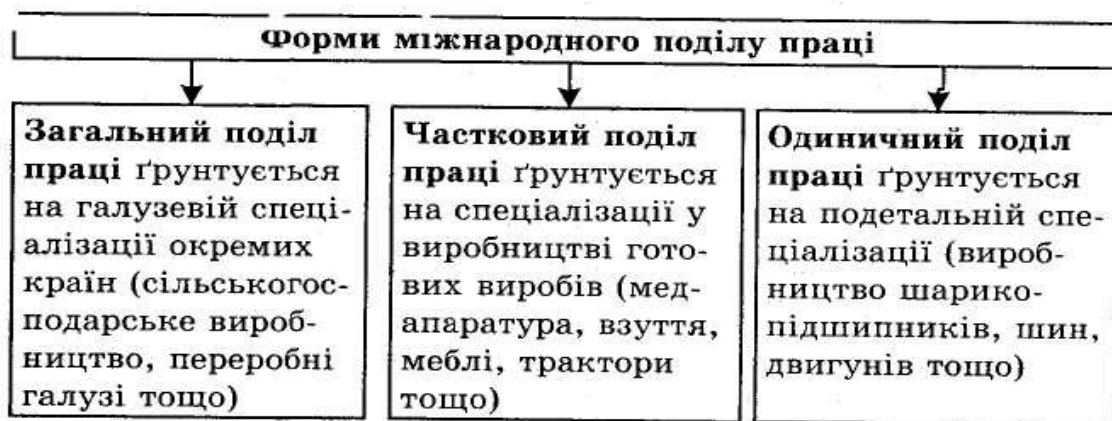 Форми міжнародного поділу праці
Загальний поділ
праці ґрунтується
на галузевій спеці-
алізації окремих
країн (сільськогос-
подарське вироб-
ництво, переробні
галузі тощо)
Частковий поділ
праці ґрунтується
на спеціалізації у
виробництві гото-
вих виробів (мед-
апаратура, взуття,
меблі, трактори
тощо)
Одиничний поділ
праці ґрунтується
на подетальній спе-
ціалізації (вироб-
ництво шарико-
підшипників, шин,
двигунів тощо)